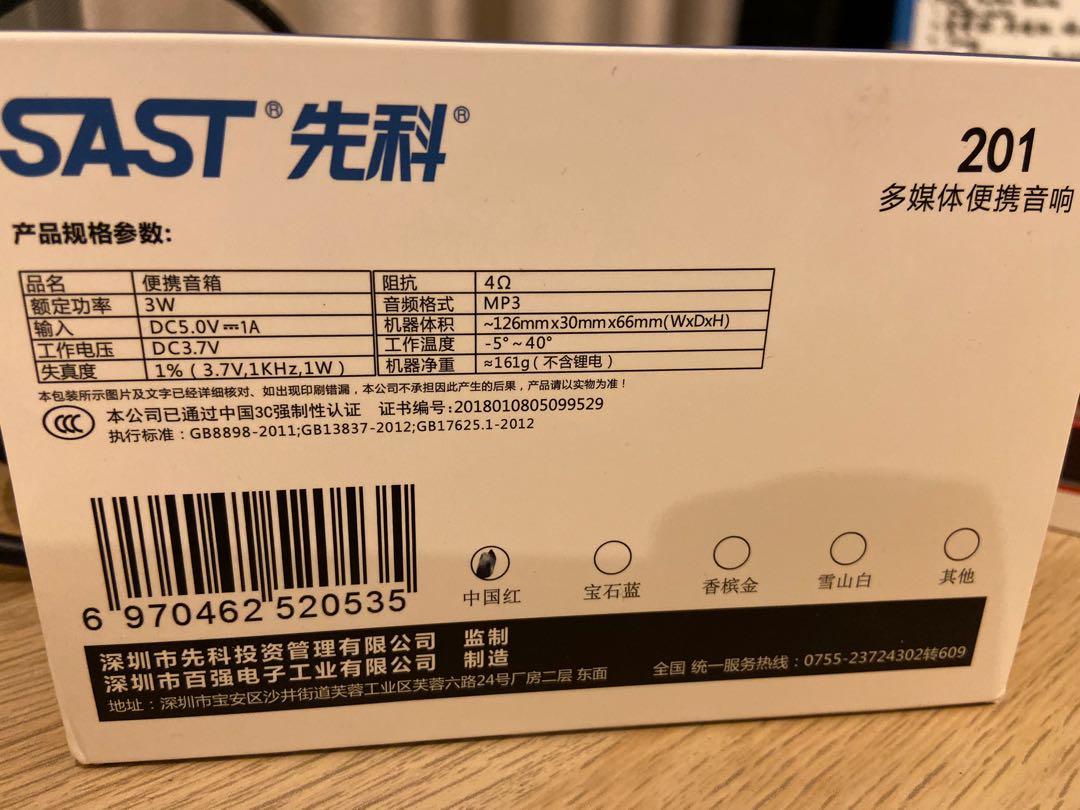 SAST® 先科®
201
多媒体便携音响
产品规格参数:
品名 便携音箱 阻抗 4Ω
额定功率 3W 音频格式 MP3
输入 DC5.0V⎓1A 机器体积 ~126mmx30mmx66mm(WxDxH)
工作电压 DC3.7V 工作温度 -5°~40°
失真度 1%(3.7V,1KHz,1W) 机器净重 ≈161g(不含锂电)
本包装所示图片及文字已经详细核对、如出现印刷错漏，本公司不承担因此产生的后果，产品请以实物为准！
CCC 本公司已通过中国3C强制性认证 证书编号:2018010805099529
执行标准：GB8898-2011;GB13837-2012;GB17625.1-2012
6 970462 520535
中国红 宝石蓝 香槟金 雪山白 其他
深圳市先科投资管理有限公司 监制
深圳市百强电子工业有限公司 制造
地址：深圳市宝安区沙井街道芙蓉工业区芙蓉六路24号厂房二层 东面
全国 统一服务热线：0755-23724302转609